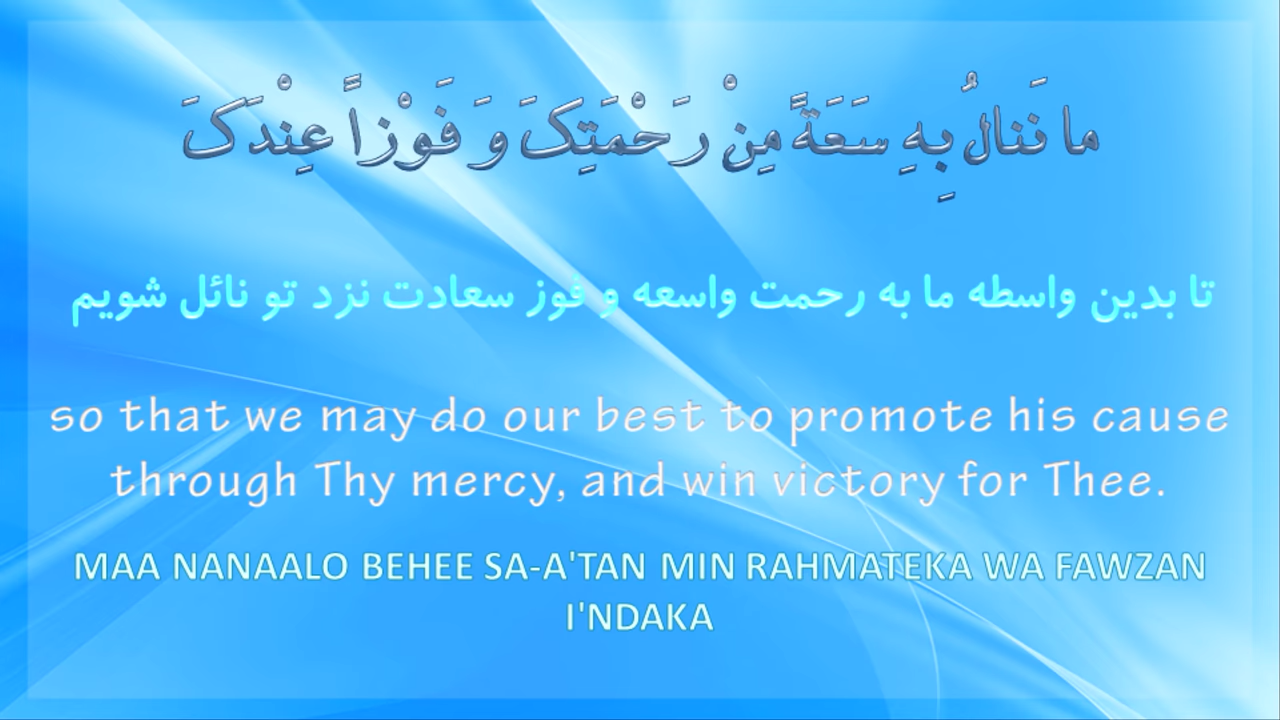 ما نَنالُ بِهِ سَعَةً مِنْ رَحْمَتِکَ وَ فَوْزاً عِنْدَکَ
تا بدین واسطه ما به رحمت واسعه و فوز سعادت نزد تو نائل شویم
so that we may do our best to promote his cause
through Thy mercy, and win victory for Thee.
MAA NANAALO BEHEE SA-A'TAN MIN RAHMATEKA WA FAWZAN
I'NDAKA